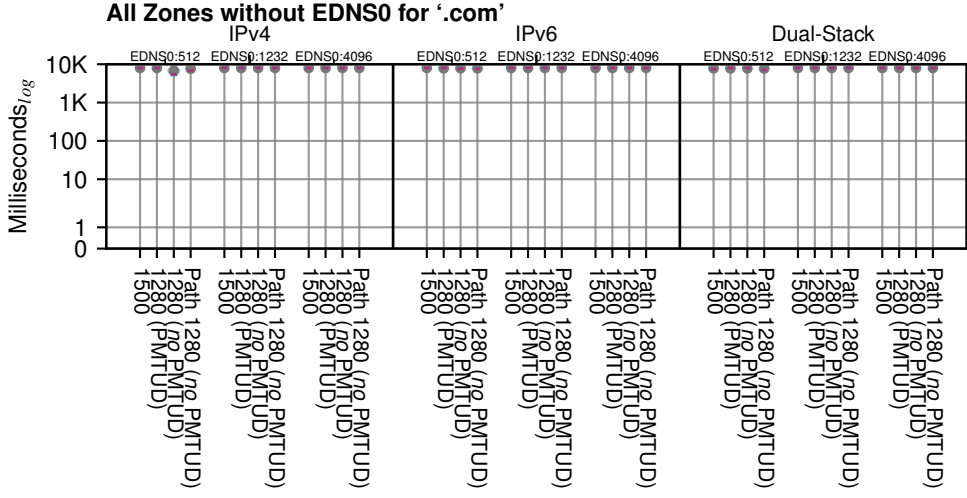 All Zones without EDNS0 for ‘.com’
IPv4
IPv6
Dual-Stack
EDNS0:512
EDNS0:1232
EDNS0:4096
EDNS0:512
EDNS0:1232
EDNS0:4096
EDNS0:512
EDNS0:1232
EDNS0:4096
Milliseconds log
10K
1K
100
10
1
0
1500
1280 (PMTUD)
1280 (no PMTUD)
Path 1280 (no PMTUD)
1500
1280 (PMTUD)
1280 (no PMTUD)
Path 1280 (no PMTUD)
1500
1280 (PMTUD)
1280 (no PMTUD)
Path 1280 (no PMTUD)
1500
1280 (PMTUD)
1280 (no PMTUD)
Path 1280 (no PMTUD)
1500
1280 (PMTUD)
1280 (no PMTUD)
Path 1280 (no PMTUD)
1500
1280 (PMTUD)
1280 (no PMTUD)
Path 1280 (no PMTUD)
1500
1280 (PMTUD)
1280 (no PMTUD)
Path 1280 (no PMTUD)
1500
1280 (PMTUD)
1280 (no PMTUD)
Path 1280 (no PMTUD)
1500
1280 (PMTUD)
1280 (no PMTUD)
Path 1280 (no PMTUD)